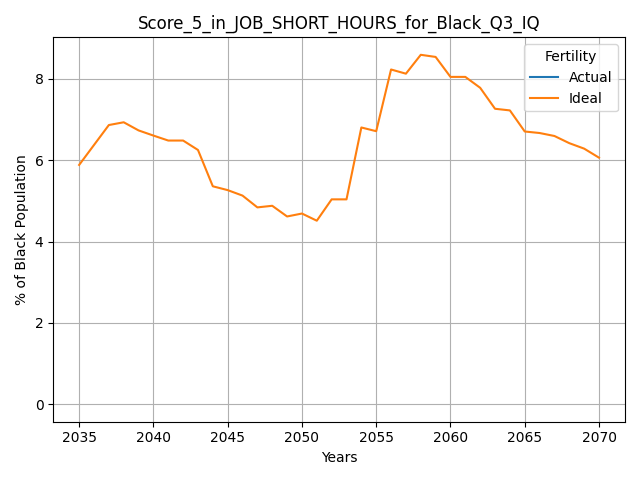 Score_5_in_JOB_SHORT_HOURS_for_Black_Q3_IQ
Fertility
Actual
Ideal
% of Black Population
8
6
4
2
0
2035 2040 2045 2050 2055 2060 2065 2070
Years